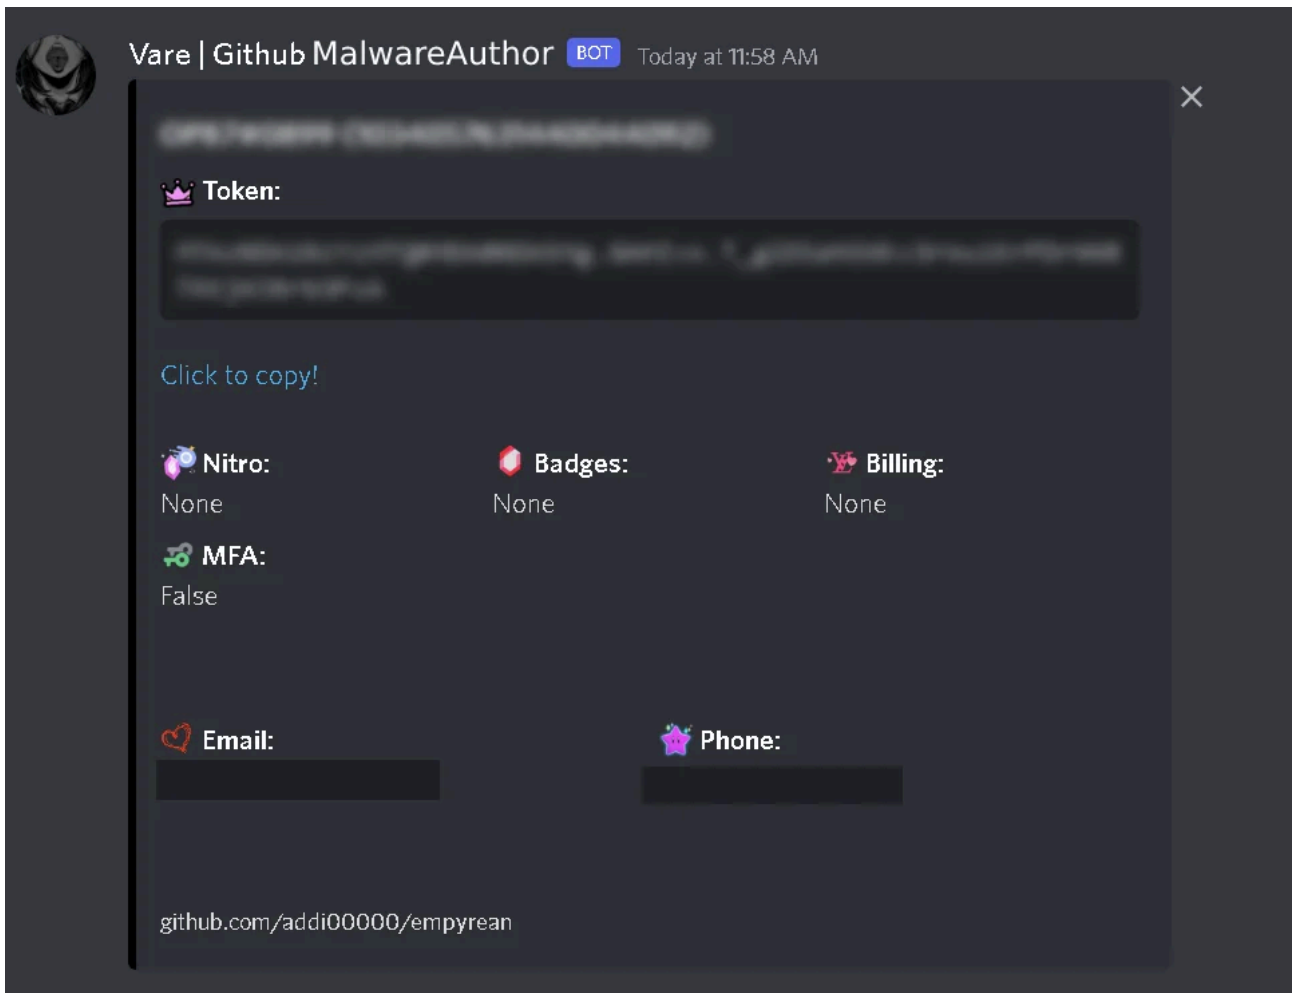 Vare | Github MalwareAuthor BOT Today at 11:58 AM
Token:
Click to copy!
Nitro: Badges: Billing:
None None None
MFA:
False
Email: Phone:
github.com/addi00000/empyrean